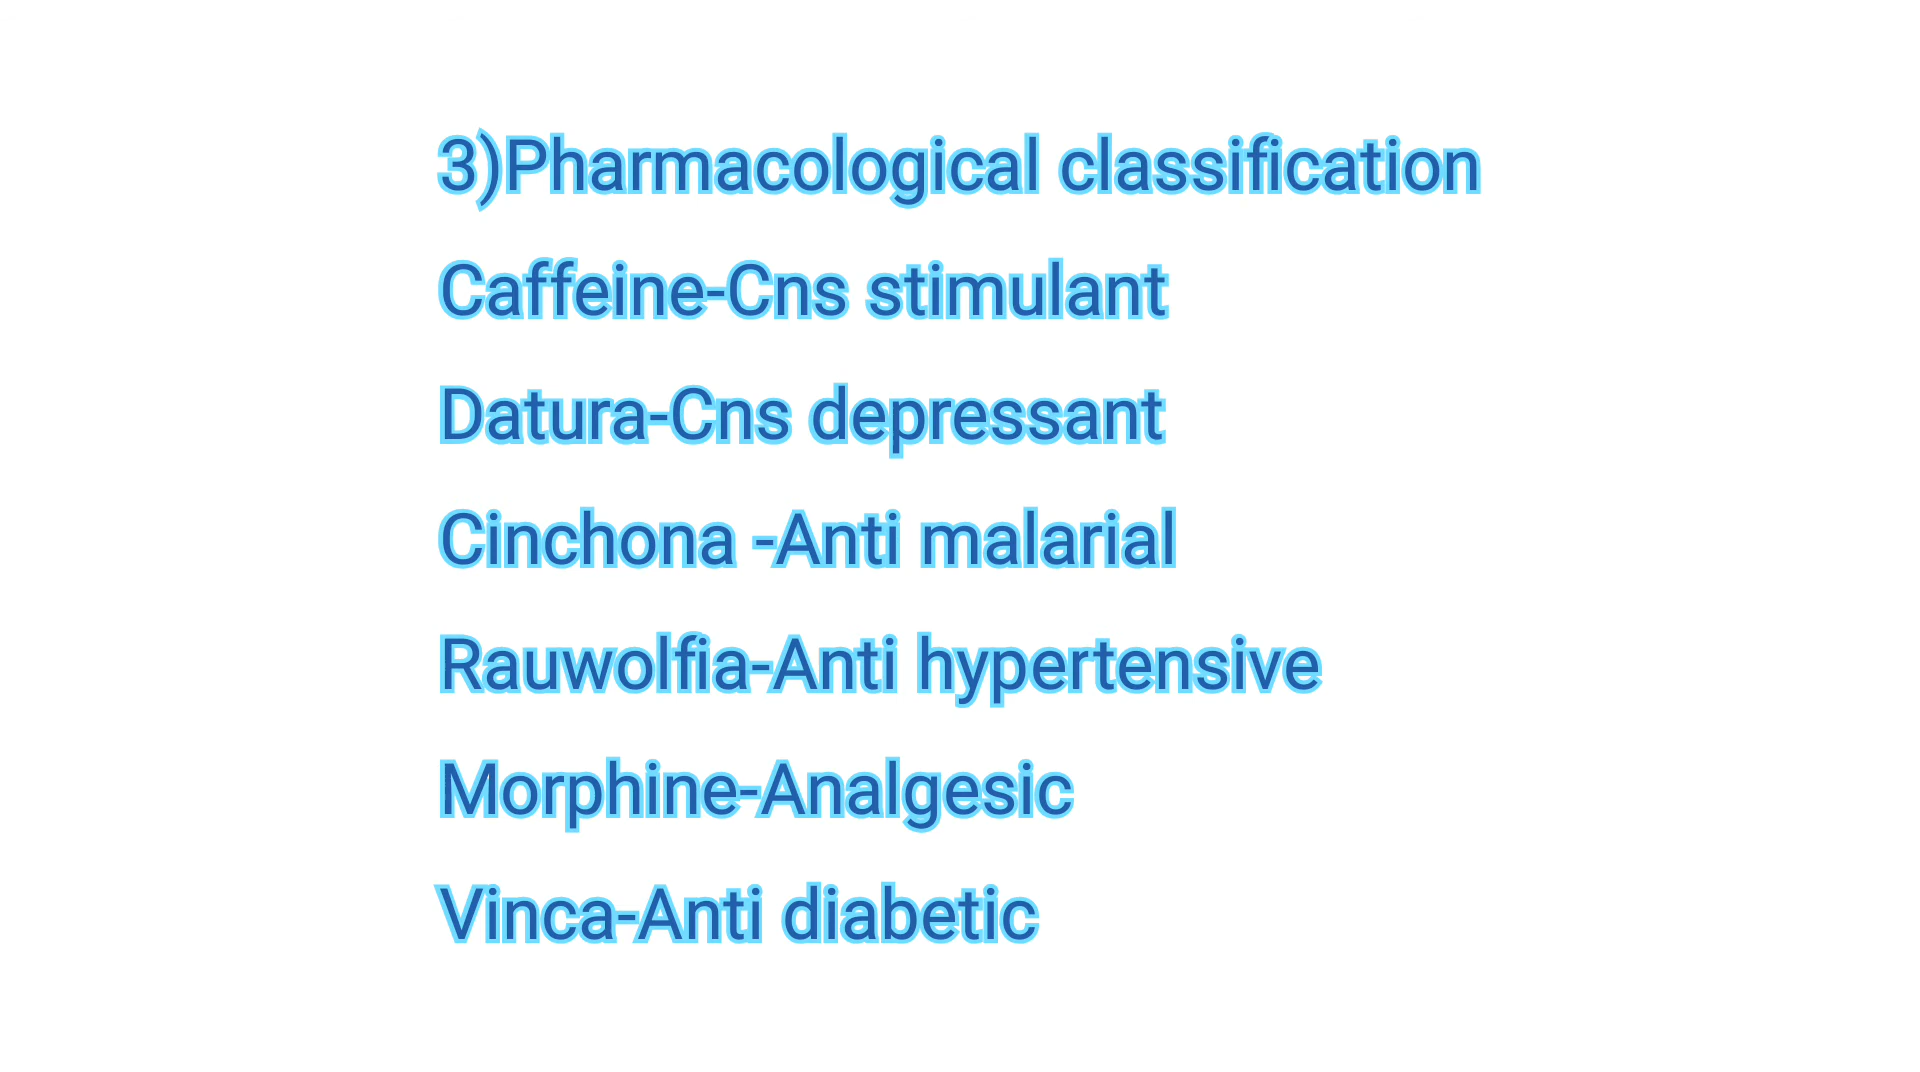 3)Pharmacological classification
Caffeine-Cns stimulant
Datura-Cns depressant
Cinchona -Anti malarial
Rauwolfia-Anti hypertensive
Morphine-Analgesic
Vinca-Anti diabetic